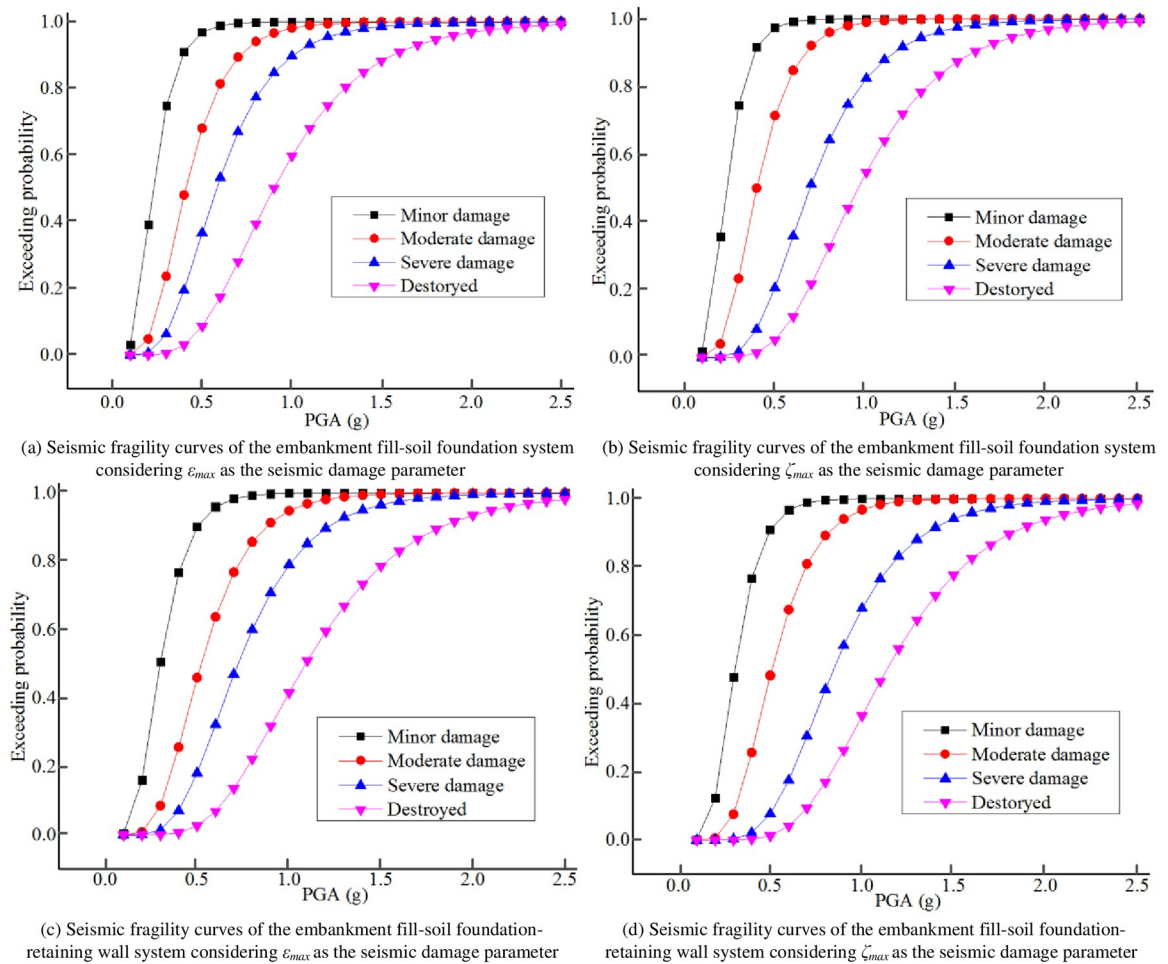 1.0
0.8
0.6
0.4
0.2
0.0
Exceeding probability
Minor damage
Moderate damage
Severe damage
Destoryed
0.0 0.5 1.0 1.5 2.0 2.5
PGA (g)
(a) Seismic fragility curves of the embankment fill-soil foundation system
considering εmax as the seismic damage parameter
1.0
0.8
0.6
0.4
0.2
0.0
Exceeding probability
Minor damage
Moderate damage
Severe damage
Destoryed
0.0 0.5 1.0 1.5 2.0 2.5
PGA (g)
(b) Seismic fragility curves of the embankment fill-soil foundation system
considering ζmax as the seismic damage parameter
1.0
0.8
0.6
0.4
0.2
0.0
Exceeding probability
Minor damage
Moderate damage
Severe damage
Destroyed
0.0 0.5 1.0 1.5 2.0 2.5
PGA (g)
(c) Seismic fragility curves of the embankment fill-soil foundation-
retaining wall system considering εmax as the seismic damage parameter
1.0
0.8
0.6
0.4
0.2
0.0
Exceeding probability
Minor damage
Moderate damage
Severe damage
Destoryed
0.0 0.5 1.0 1.5 2.0 2.5
PGA (g)
(d) Seismic fragility curves of the embankment fill-soil foundation-
retaining wall system considering ζmax as the seismic damage parameter